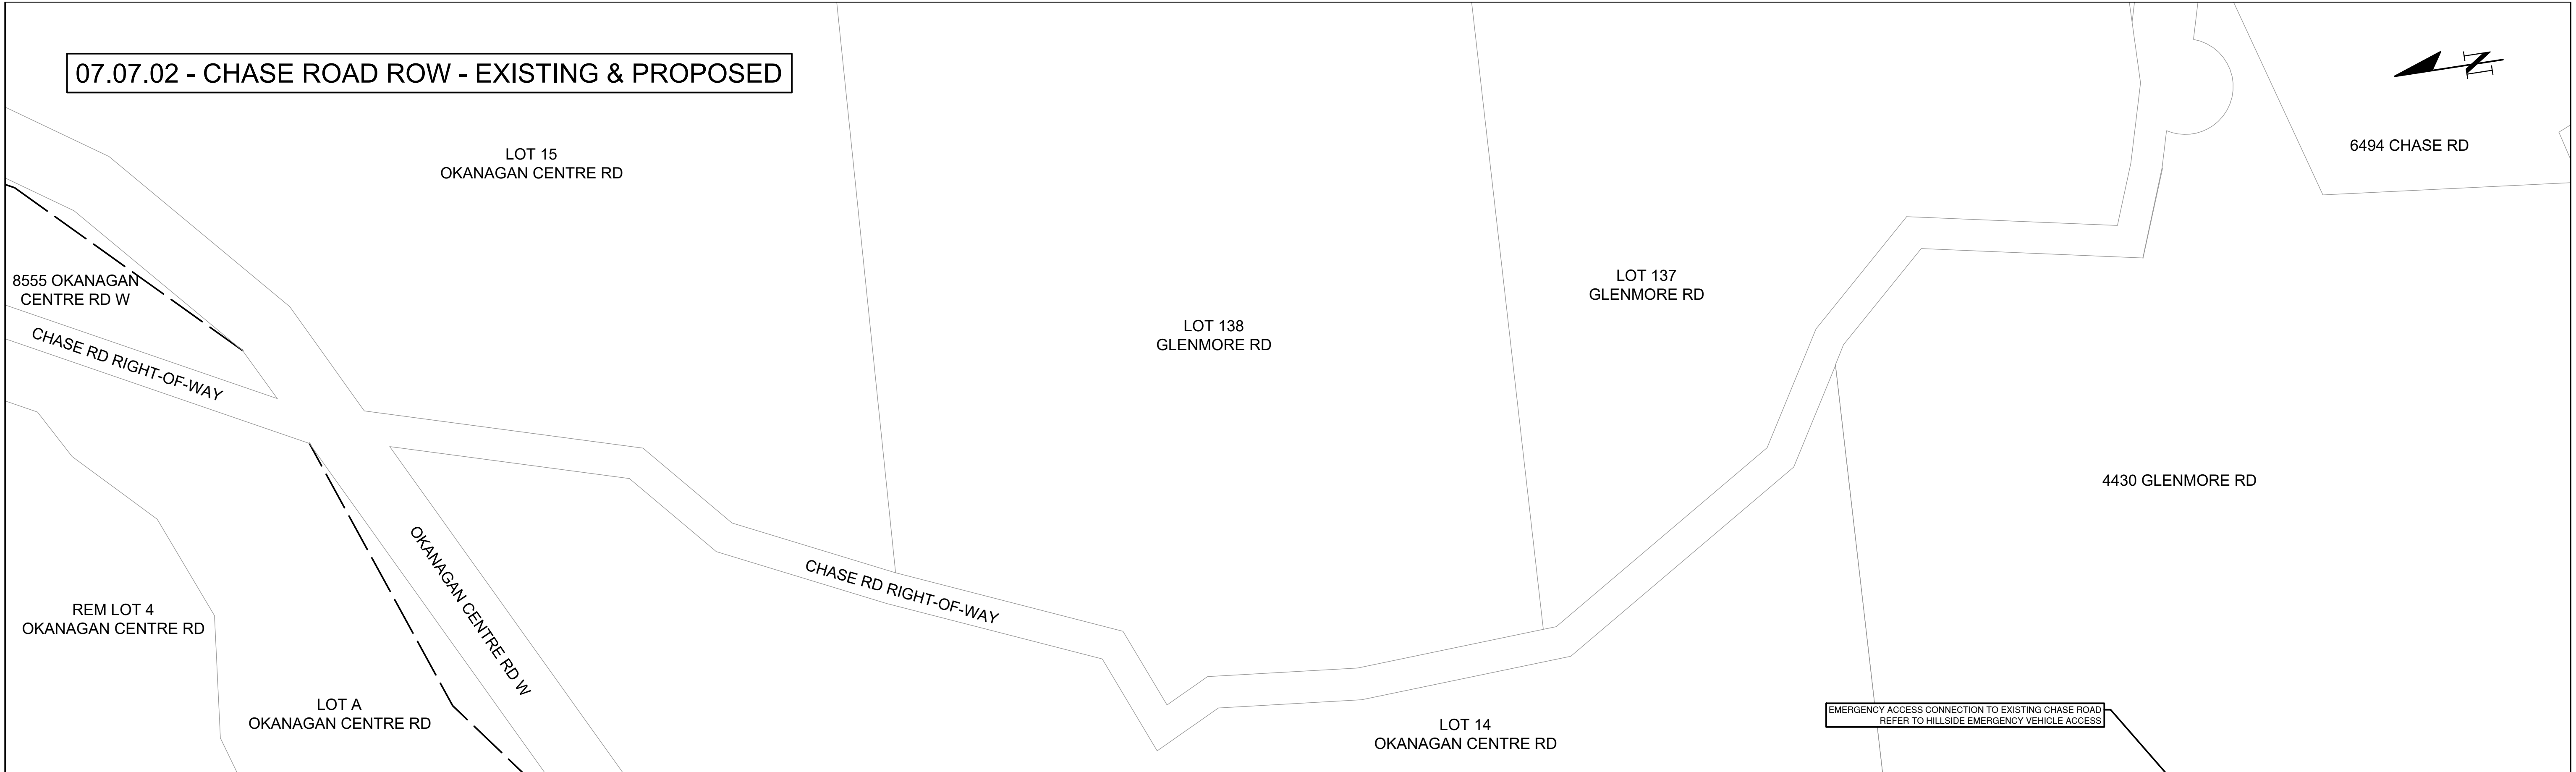 07.07.02 - CHASE ROAD ROW - EXISTING & PROPOSED
N
6494 CHASE RD
LOT 15
OKANAGAN CENTRE RD
8555 OKANAGAN
CENTRE RD W
CHASE RD RIGHT-OF-WAY
LOT 138
GLENMORE RD
LOT 137
GLENMORE RD
4430 GLENMORE RD
OKANAGAN CENTRE RD W
CHASE RD RIGHT-OF-WAY
REM LOT 4
OKANAGAN CENTRE RD
LOT A
OKANAGAN CENTRE RD
LOT 14
OKANAGAN CENTRE RD
EMERGENCY ACCESS CONNECTION TO EXISTING CHASE ROAD
REFER TO HILLSIDE EMERGENCY VEHICLE ACCESS